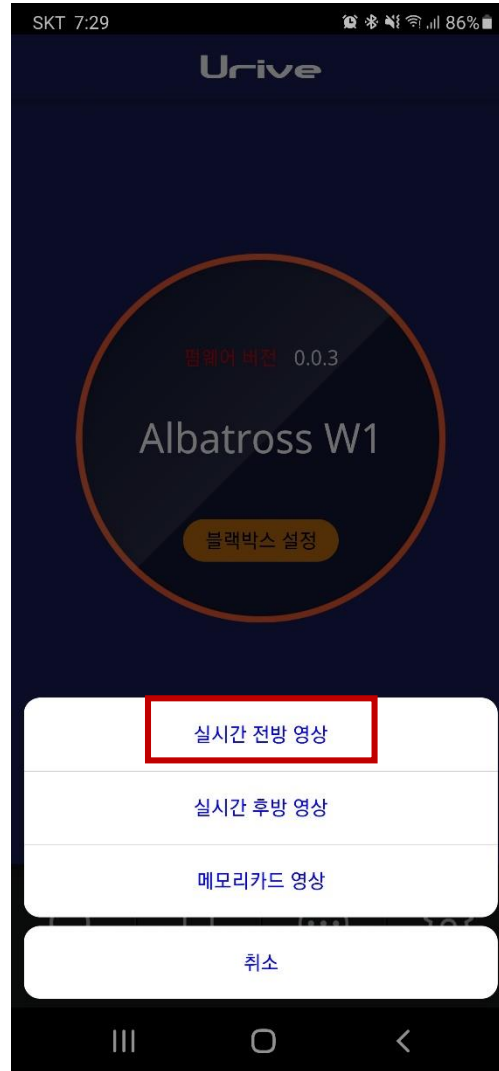 SKT 7:29 86%
Urive
펌웨어 버전 0.0.3
Albatross W1
블랙박스 설정
실시간 전방 영상
실시간 후방 영상
메모리카드 영상
취소